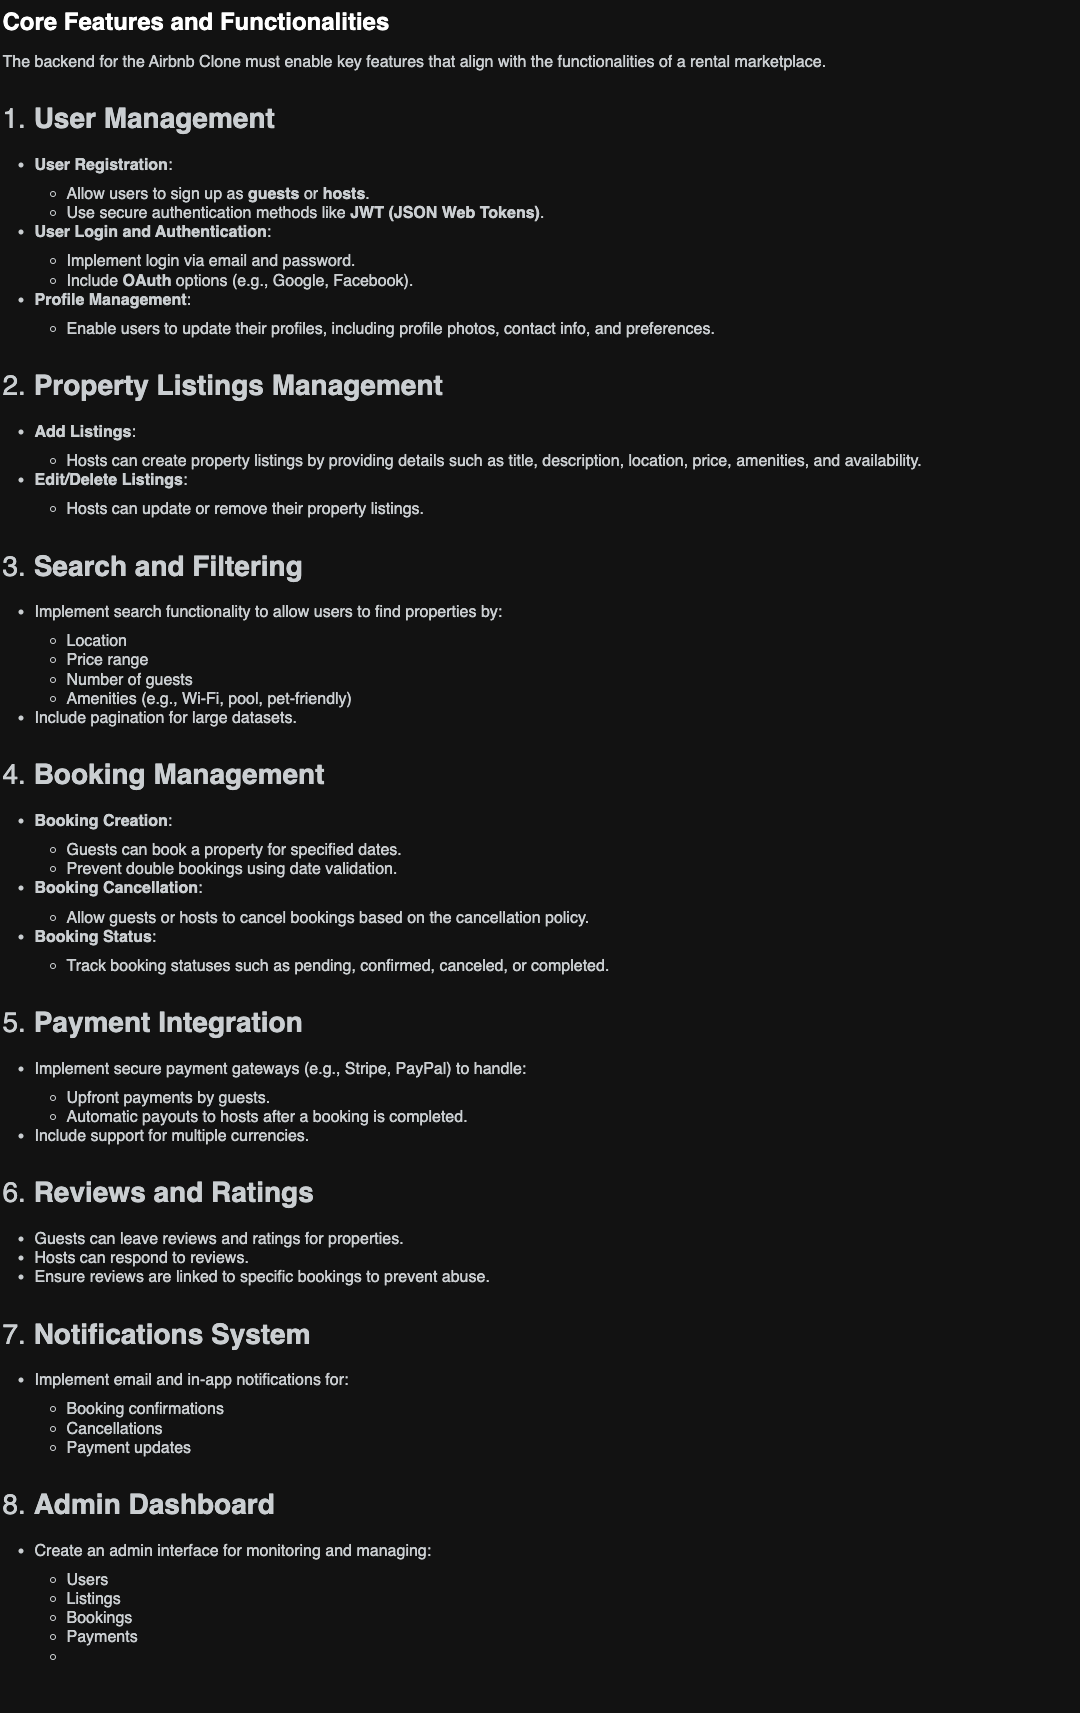 Core Features and Functionalities
The backend for the Airbnb Clone must enable key features that align with the functionalities of a rental marketplace.
1. User Management
• User Registration:
◦ Allow users to sign up as guests or hosts.
◦ Use secure authentication methods like JWT (JSON Web Tokens).
• User Login and Authentication:
◦ Implement login via email and password.
◦ Include OAuth options (e.g., Google, Facebook).
• Profile Management:
◦ Enable users to update their profiles, including profile photos, contact info, and preferences.
2. Property Listings Management
• Add Listings:
◦ Hosts can create property listings by providing details such as title, description, location, price, amenities, and availability.
• Edit/Delete Listings:
◦ Hosts can update or remove their property listings.
3. Search and Filtering
• Implement search functionality to allow users to find properties by:
◦ Location
◦ Price range
◦ Number of guests
◦ Amenities (e.g., Wi-Fi, pool, pet-friendly)
• Include pagination for large datasets.
4. Booking Management
• Booking Creation:
◦ Guests can book a property for specified dates.
◦ Prevent double bookings using date validation.
• Booking Cancellation:
◦ Allow guests or hosts to cancel bookings based on the cancellation policy.
• Booking Status:
◦ Track booking statuses such as pending, confirmed, canceled, or completed.
5. Payment Integration
• Implement secure payment gateways (e.g., Stripe, PayPal) to handle:
◦ Upfront payments by guests.
◦ Automatic payouts to hosts after a booking is completed.
• Include support for multiple currencies.
6. Reviews and Ratings
• Guests can leave reviews and ratings for properties.
• Hosts can respond to reviews.
• Ensure reviews are linked to specific bookings to prevent abuse.
7. Notifications System
• Implement email and in-app notifications for:
◦ Booking confirmations
◦ Cancellations
◦ Payment updates
8. Admin Dashboard
• Create an admin interface for monitoring and managing:
◦ Users
◦ Listings
◦ Bookings
◦ Payments
◦